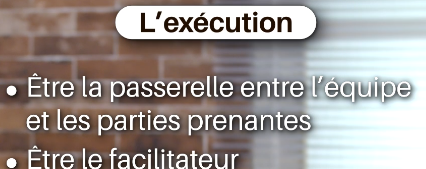 L’exécution
• Être la passerelle entre l’équipe
et les parties prenantes
• Être le facilitateur